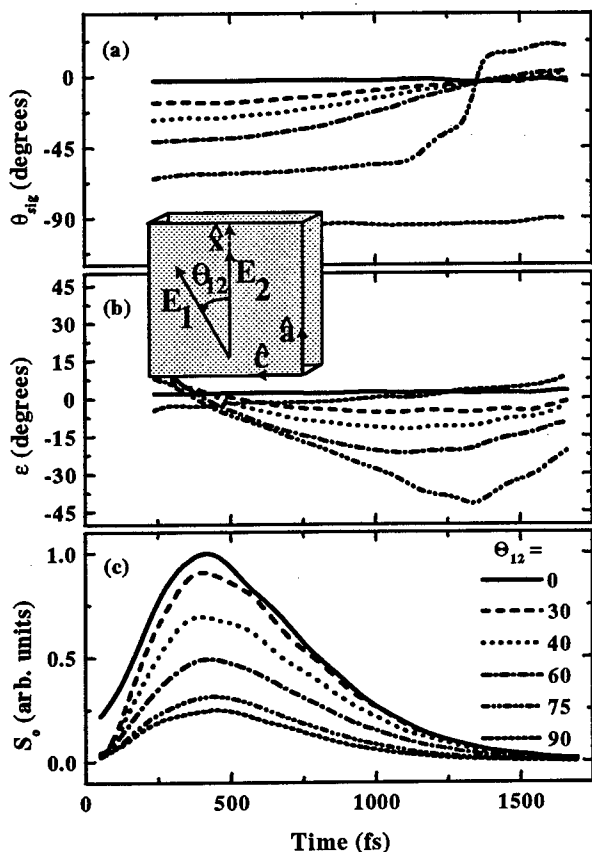 (a)
0
-45
-90
θsig (degrees)
x̂
Θ12
E1
E2
â
ĉ
(b)
45
30
15
0
-15
-30
-45
ε (degrees)
(c)
1.0
0.5
0.0
So (arb. units)
Θ12 =
0
30
40
60
75
90
0
500
1000
1500
Time (fs)